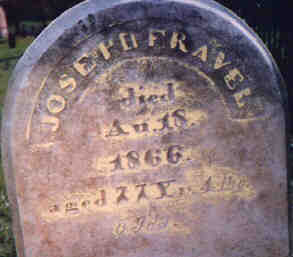 JOSEPH FRAVEL
died
Au. 18.
1866.
aged 77 Y.